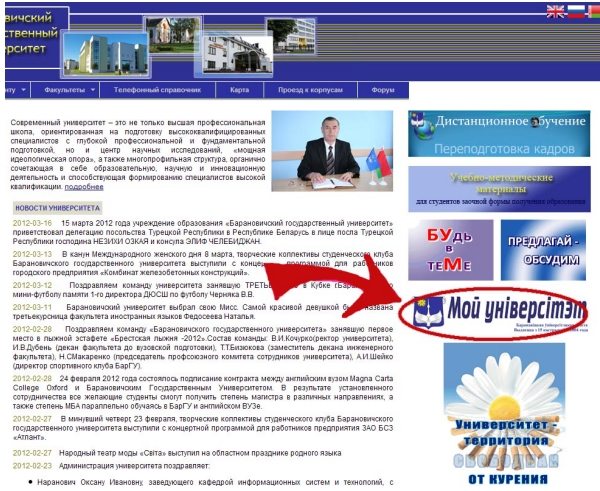 вичский
ственный
ерситет
нту
Факультеты
Телефонный справочник
Карта
Проезд к корпусам
Форум
Современный университет – это не только высшая профессиональная
школа, ориентированная на подготовку высококвалифицированных
специалистов с глубокой профессиональной и фундаментальной
подготовкой, но и центр научных исследований, «мощная
идеологическая опора», а также многопрофильная структура, органично
сочетающая в себе образовательную, научную и инновационную
деятельность и способствующая формированию специалистов высокой
квалификации. подробнее
НОВОСТИ УНИВЕРСИТЕТА
2012-03-16 15 марта 2012 года учреждение образования «Барановичский государственный университет»
приветствовал делегацию посольства Турецкой Республики в Республике Беларусь в лице посла Турецкой
Республики господина НЕЗИХИ ОЗКАЯ и консула ЭЛИФ ЧЕЛЕБИДЖАН.
2012-03-13 В канун Международного женского дня 8 марта, творческие коллективы студенческого клуба
Барановичского государственного университета выступили с программой для работников
городского предприятия «Комбинат железобетонных конструкций».
2012-03-12 Поздравляем команду университета занявшую в Кубке
мини-футболу памяти 1-го директора ДЮСШ по футболу Черняка В.В.
2012-03-11 Барановичский университет выбрал свою Мисс. Самой красивой девушкой названа
третьекурсница факультета иностранных языков Федосеева Наталья.
2012-02-28 Поздравляем команду «Барановичского государственного университета» занявшую первое
место в лыжной эстафете «Брестская лыжня -2012».Состав команды: В.И.Кочурко(ректор университета),
И.В.Дубень (декан факультета до вузовской подготовки), Т.Г.Бизюкова (заместитель декана инженерного
факультета), Н.СМакаренко (председатель профсоюзного комитета сотрудников университета), А.И.Шейко
(директор спортивного клуба БарГУ).
2012-02-28 24 февраля 2012 года состоялось подписание контракта между английским вузом Magna Carta
College Oxford и Барановичским Государственным Университетом. В результате установленного
сотрудничества все желающие студенты смогут получить степень магистра в различных направлениях, а
также степень МБА параллельно обучаясь в БарГУ и английском ВУЗе.
2012-02-27 В минувший четверг 23 февраля, творческие коллективы студенческого клуба Барановичского
государственного университета выступили с концертной программой для работников предприятия ЗАО БСЗ
«Атлант».
2012-02-27 Народный театр моды «Світа» выступил на областном празднике родного языка
2012-02-23 Администрация университета поздравляет:
Наранович Оксану Ивановну, заведующего кафедрой информационных систем и технологий, с
Дистанционное обучение
Переподготовка кадров
Учебно-методические
материалы
для студентов заочной формы получения образования
БУдь
в
теМе
ПРЕДЛАГАЙ -
ОБСУДИМ
Мой універсітэт
Университет -
территория
СВОБОДНАЯ
ОТ КУРЕНИЯ